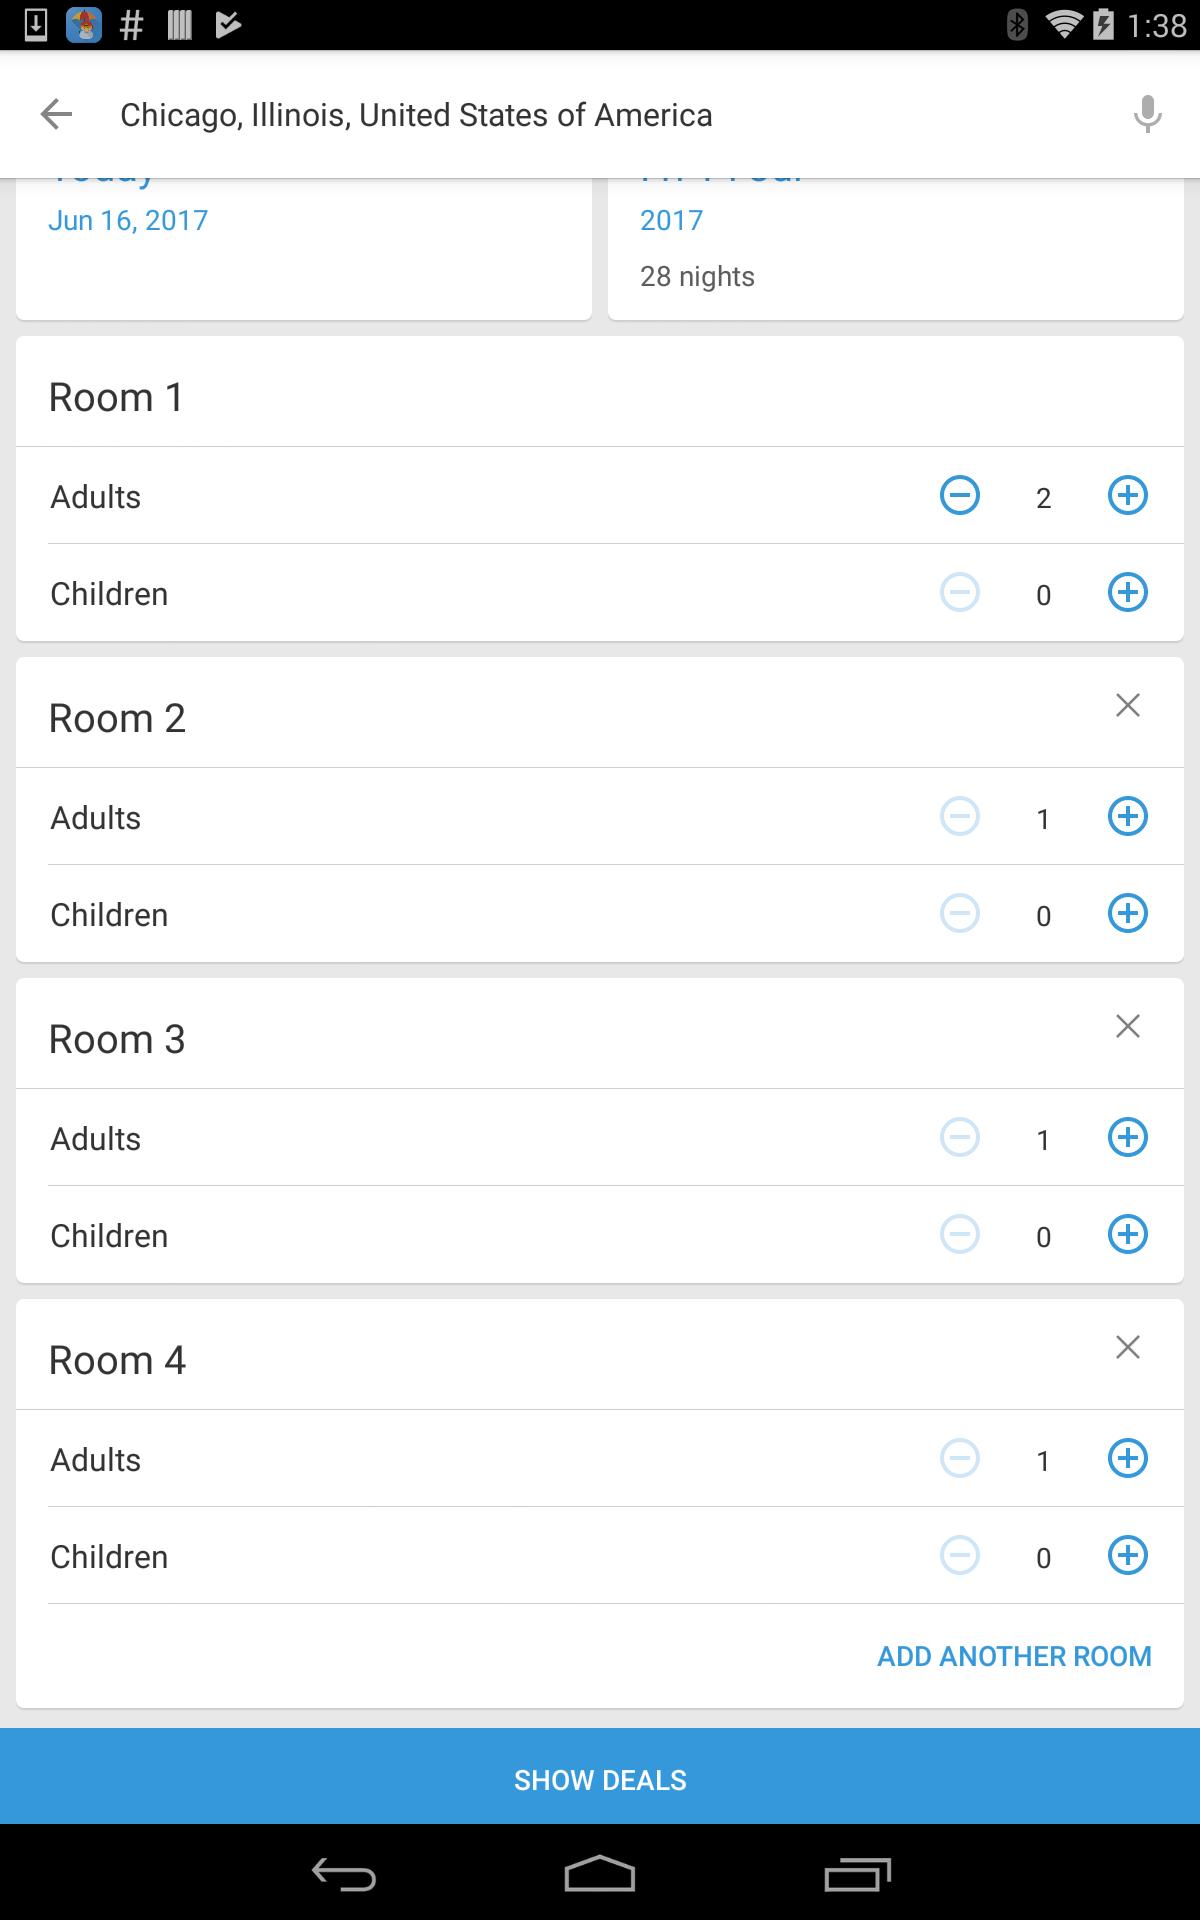 1:38
Chicago, Illinois, United States of America
Today
Jun 16, 2017
2017
28 nights
Room 1
Adults 2
Children 0
Room 2
Adults 1
Children 0
Room 3
Adults 1
Children 0
Room 4
Adults 1
Children 0
ADD ANOTHER ROOM
SHOW DEALS